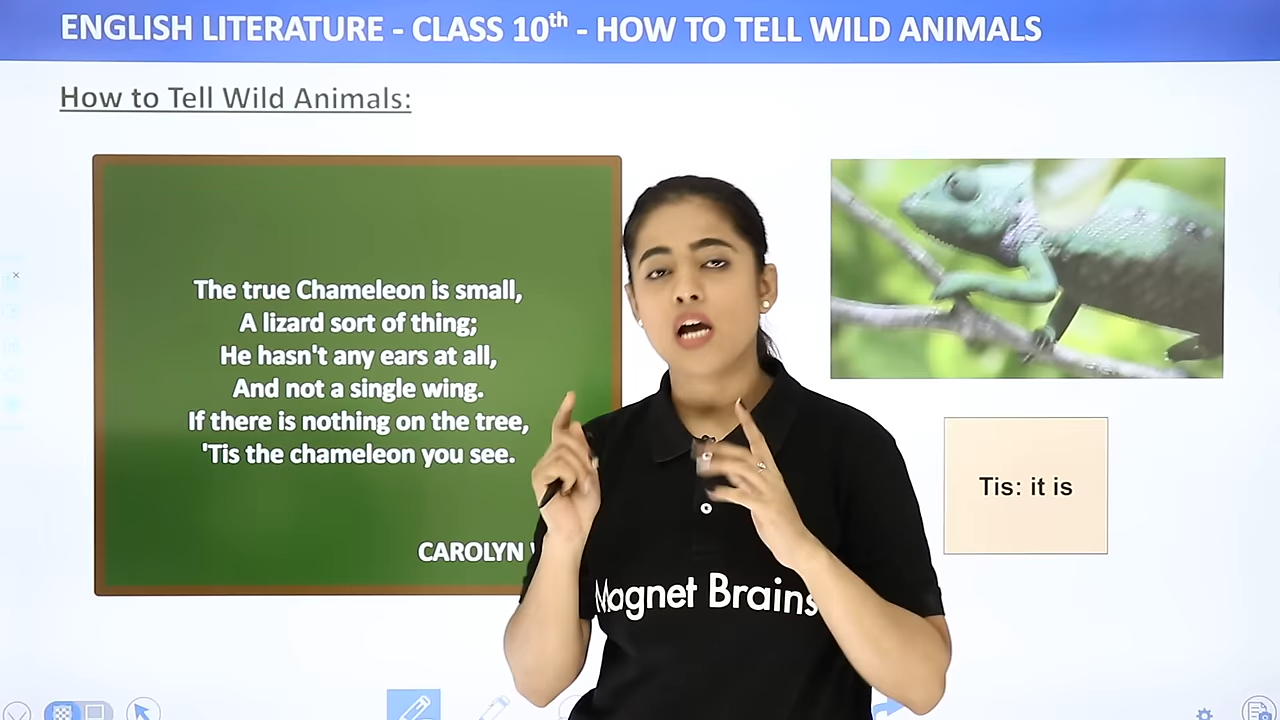 ENGLISH LITERATURE - CLASS 10th - HOW TO TELL WILD ANIMALS
How to Tell Wild Animals:
The true Chameleon is small,
A lizard sort of thing;
He hasn't any ears at all,
And not a single wing.
If there is nothing on the tree,
'Tis the chameleon you see.
CAROLYN
Tis: it is
Magnet Brains